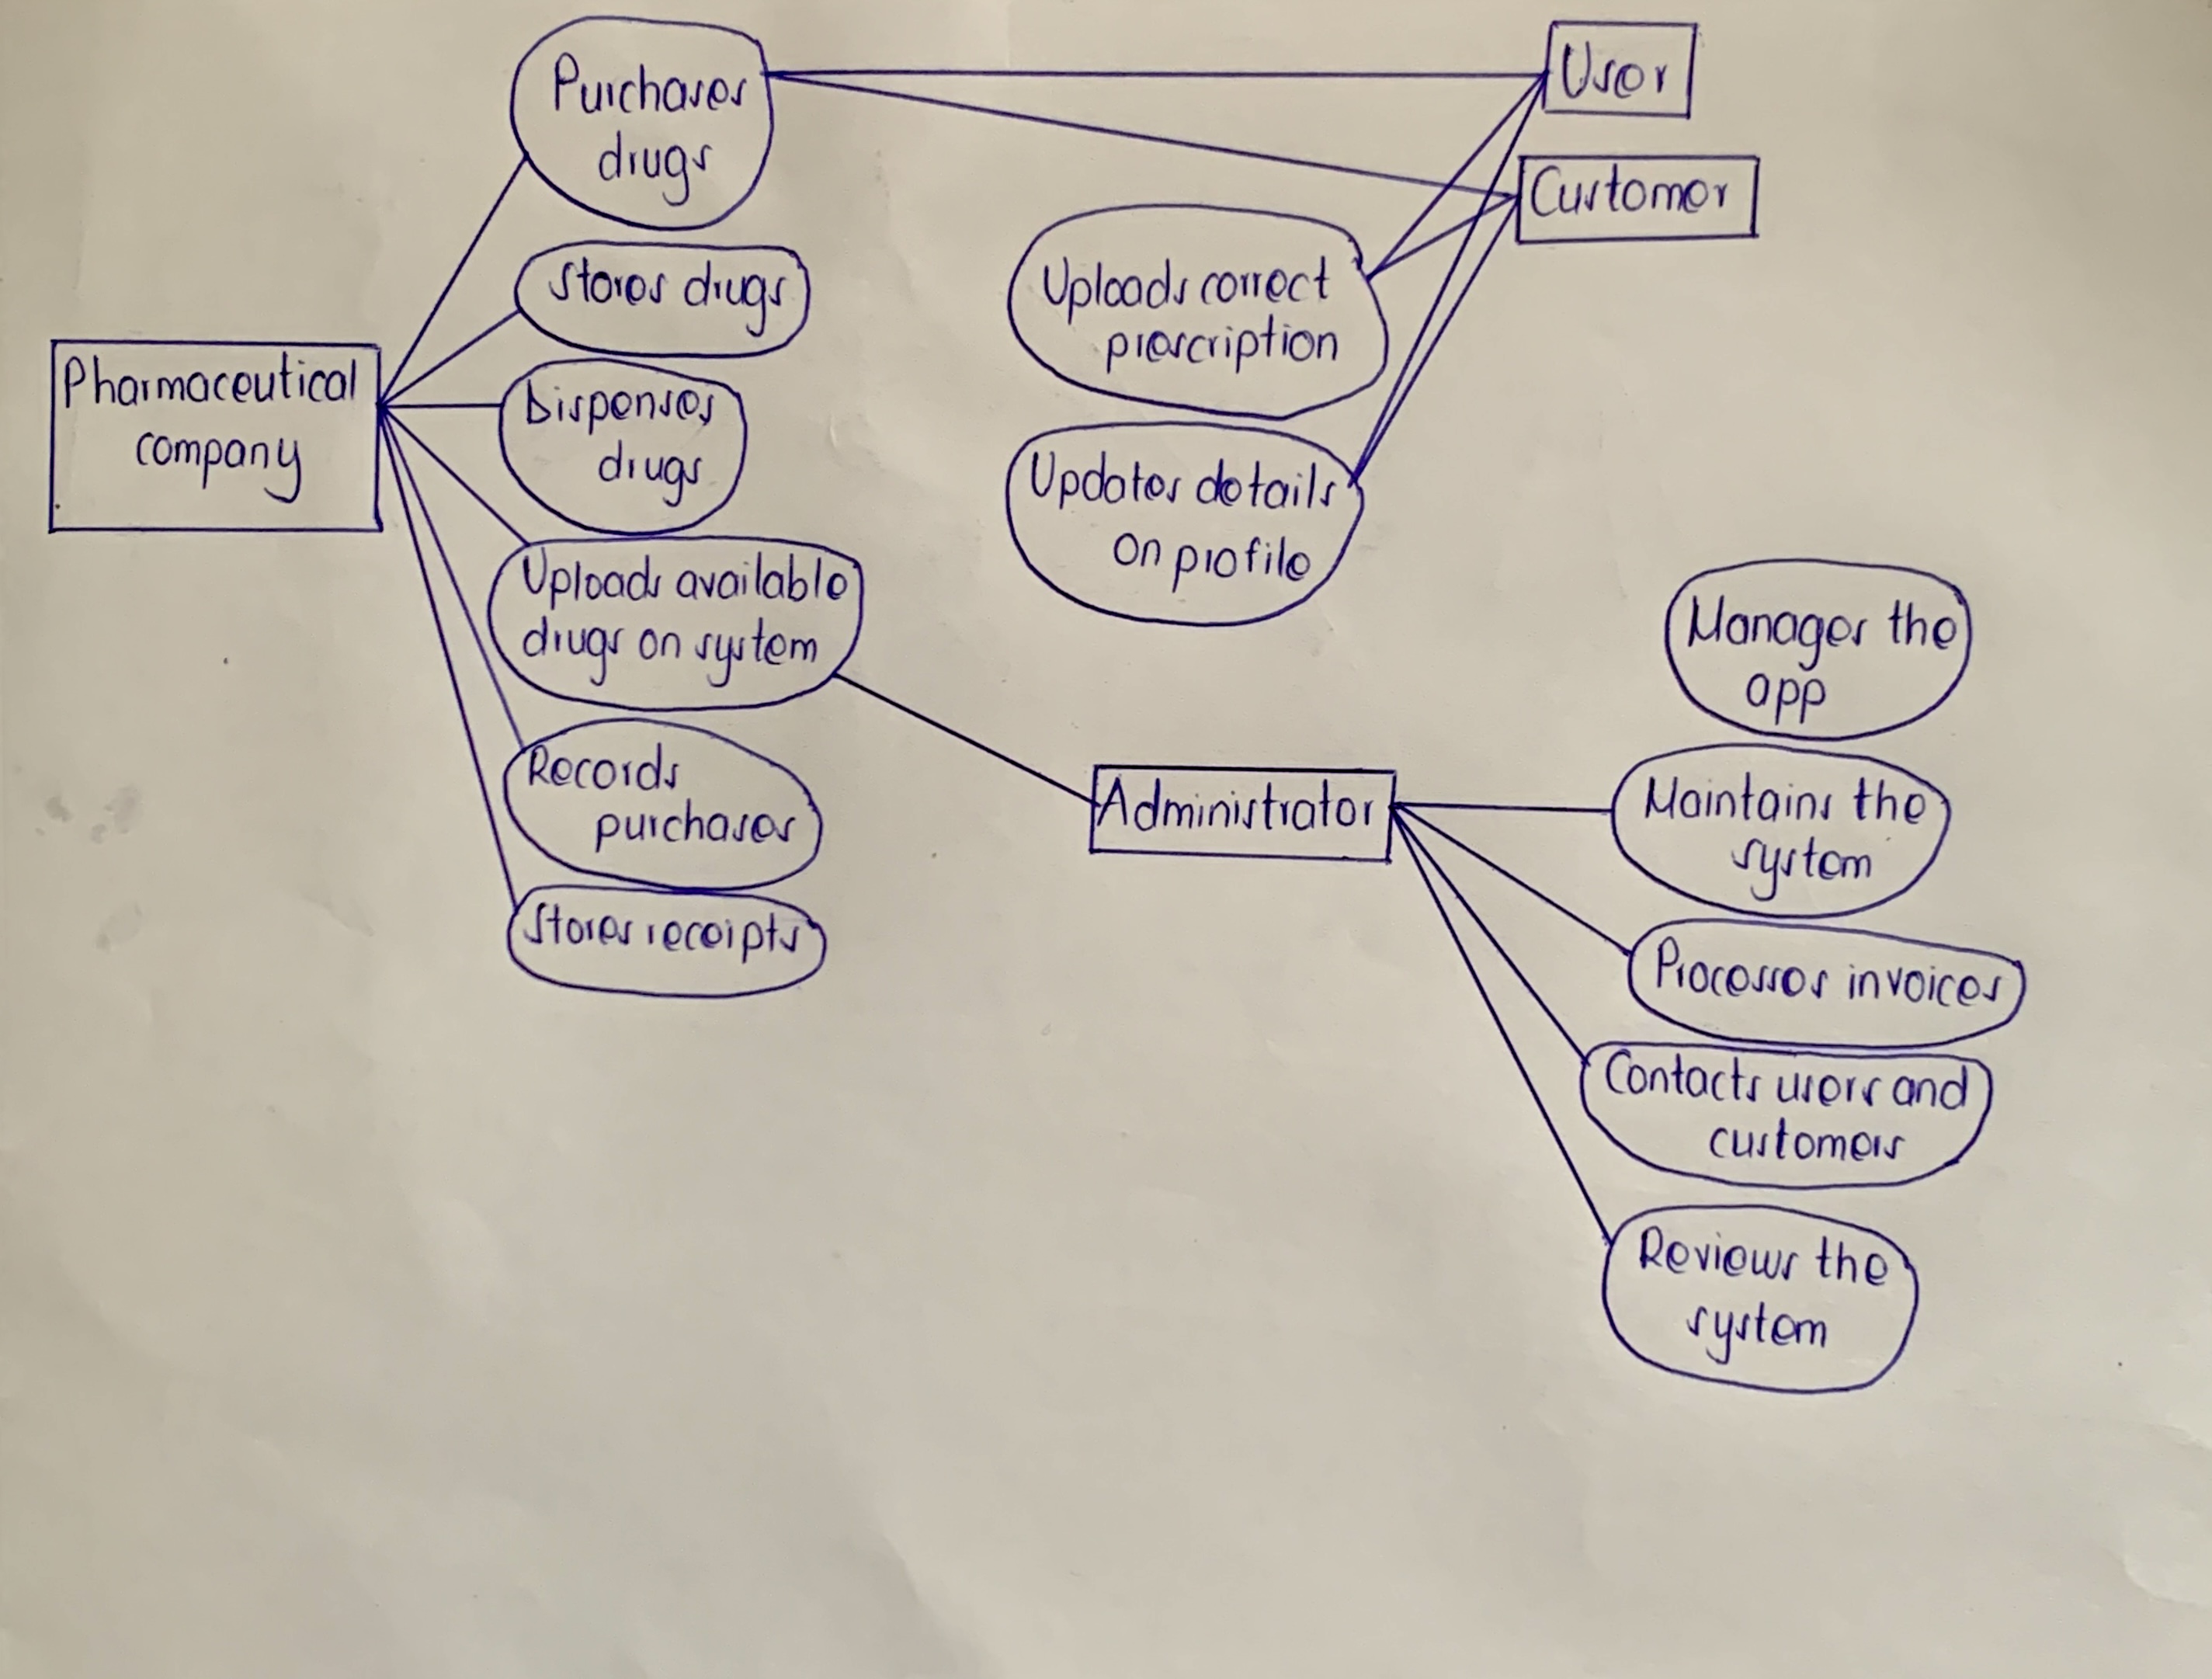 Purchases
drugs
User
Customer
Stores drugs
Uploads correct
prescription
Pharmaceutical
company
Dispenses
drugs
Updates details
on profile
Uploads available
drugs on system
Manages the
app
Records
purchases
Administrator
Maintains the
system
Stores receipts
Processes invoices
Contacts users and
customers
Reviews the
system